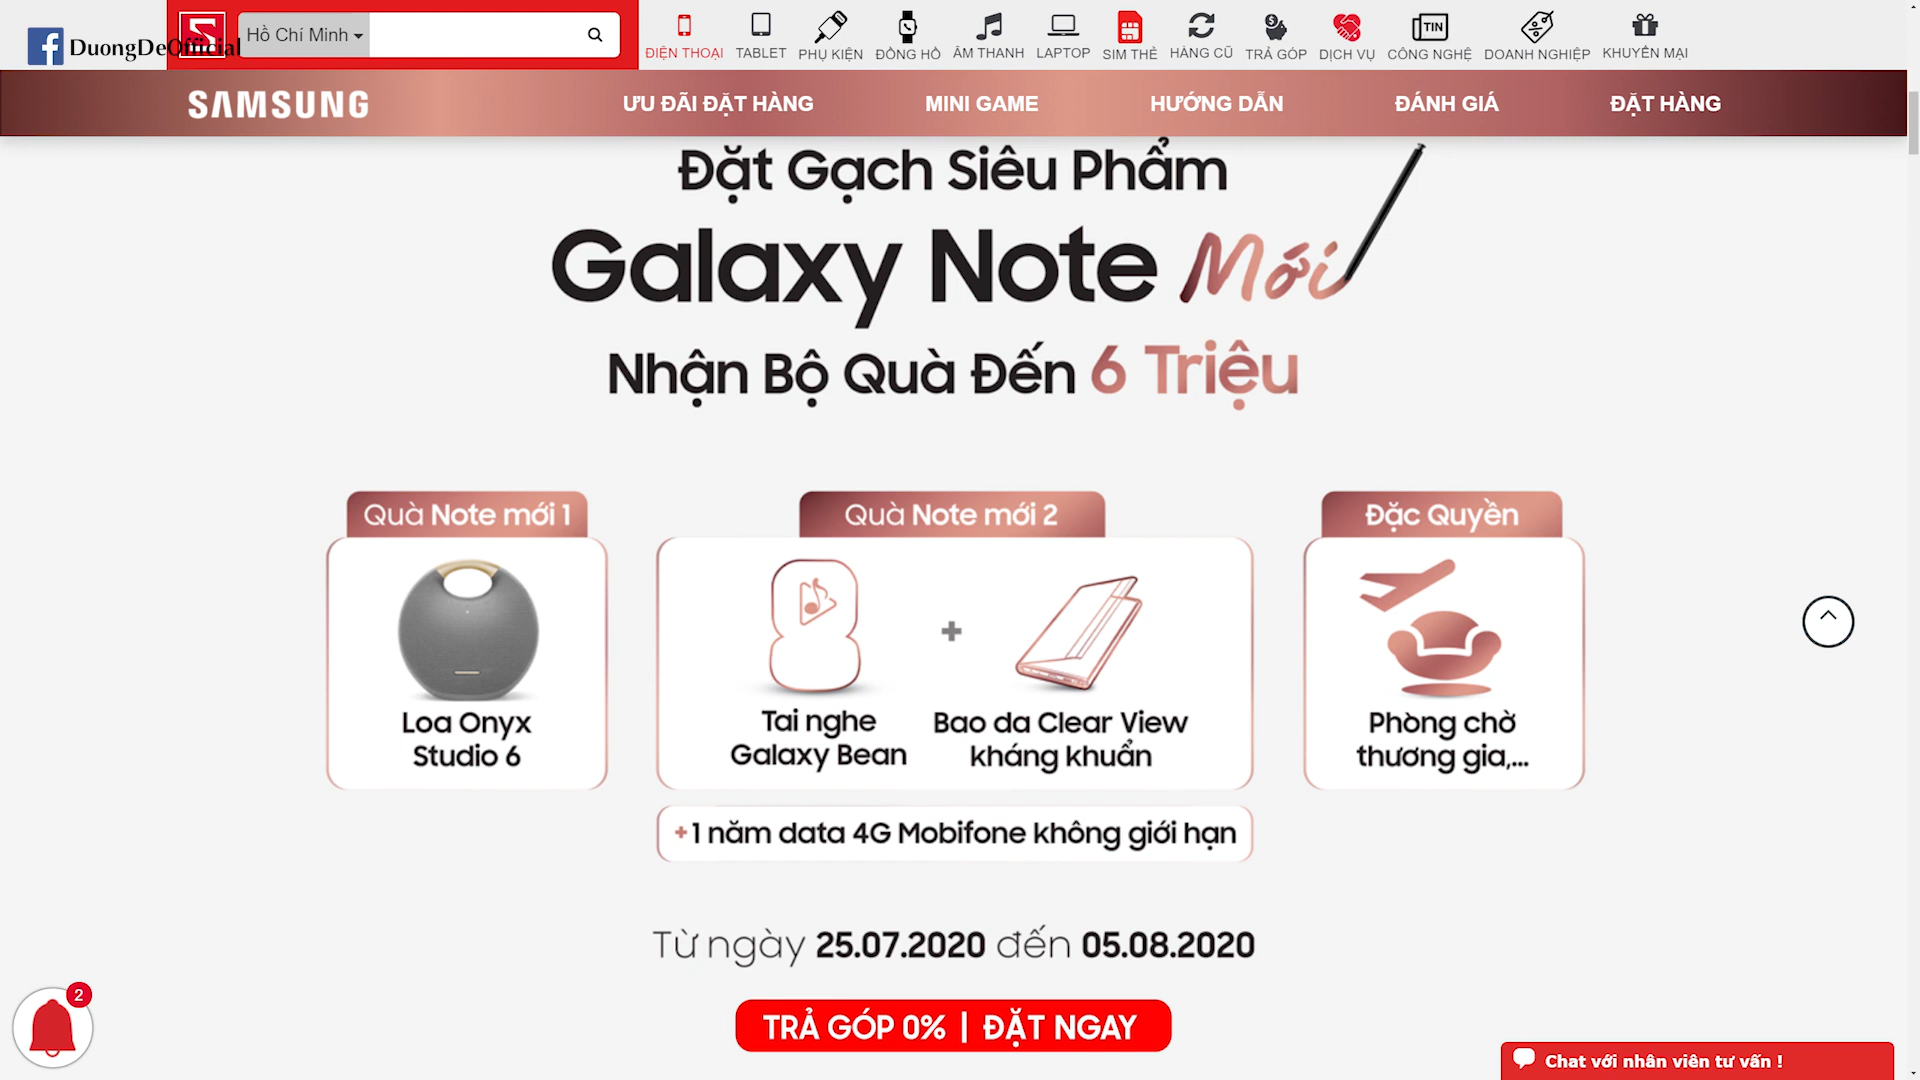 DuongDeOfficial
Hồ Chí Minh
ĐIỆN THOẠI
TABLET
PHỤ KIỆN
ĐỒNG HỒ
ÂM THANH
LAPTOP
SIM THẺ
HÀNG CŨ
TRẢ GÓP
DỊCH VỤ
TIN
CÔNG NGHỆ
DOANH NGHIỆP
KHUYẾN MẠI
SAMSUNG
ƯU ĐÃI ĐẶT HÀNG
MINI GAME
HƯỚNG DẪN
ĐÁNH GIÁ
ĐẶT HÀNG
Đặt Gạch Siêu Phẩm
Galaxy Note Mới
Nhận Bộ Quà Đến 6 Triệu
Quà Note mới 1
Loa Onyx
Studio 6
Quà Note mới 2
Tai nghe
Galaxy Bean
+
Bao da Clear View
kháng khuẩn
+1 năm data 4G Mobifone không giới hạn
Đặc Quyền
Phòng chờ
thương gia,...
Từ ngày 25.07.2020 đến 05.08.2020
TRẢ GÓP 0% | ĐẶT NGAY
2
Chat với nhân viên tư vấn !